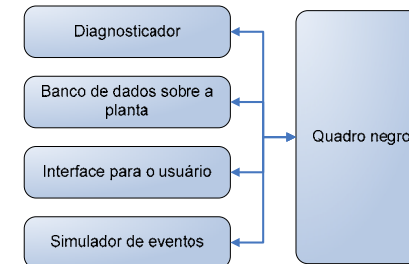 Diagnosticador
Banco de dados sobre a
planta
Quadro negro
Interface para o usuário
Simulador de eventos